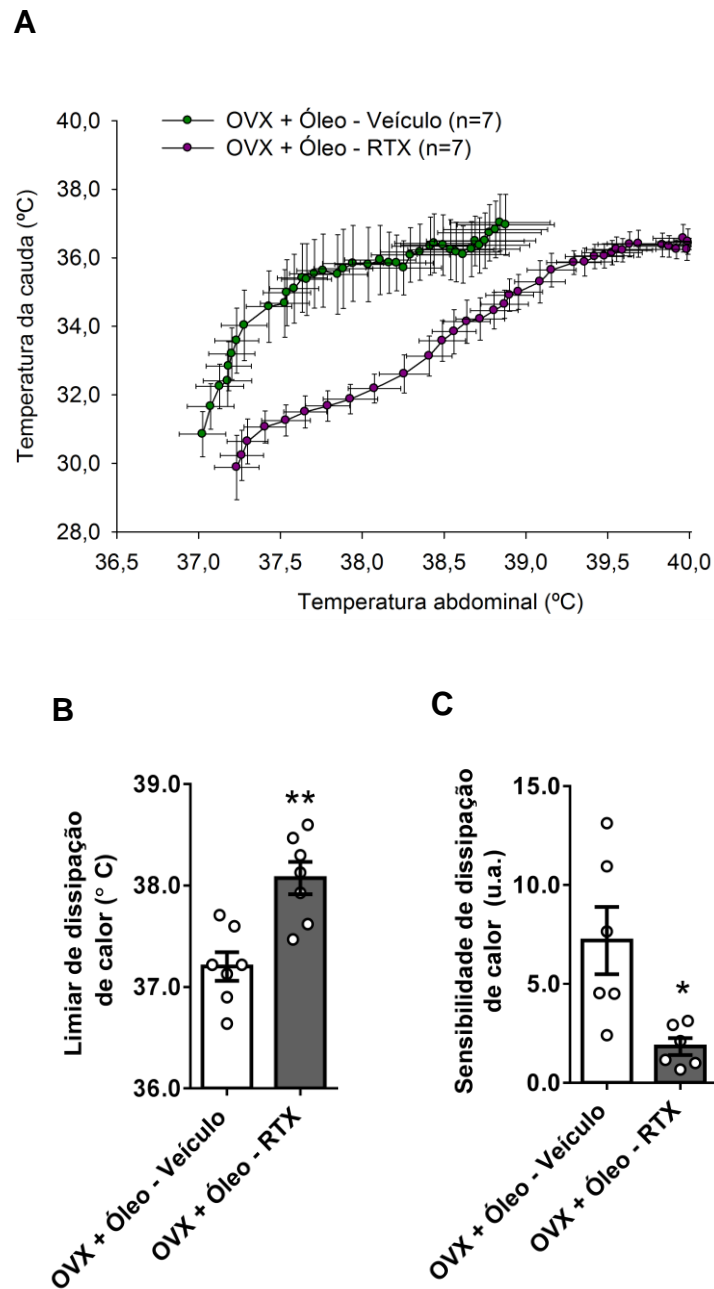 A
OVX + Óleo - Veículo (n=7)
OVX + Óleo - RTX (n=7)
Temperatura da cauda (ºC)
40,0
38,0
36,0
34,0
32,0
30,0
28,0
36,5 37,0 37,5 38,0 38,5 39,0 39,5 40,0
Temperatura abdominal (ºC)
B
Limiar de dissipação
de calor (° C)
39.0
38.0
37.0
36.0
**
OVX + Óleo - Veículo
OVX + Óleo - RTX
C
Sensibilidade de dissipação
de calor (u.a.)
15.0
10.0
5.0
0.0
*
OVX + Óleo - Veículo
OVX + Óleo - RTX